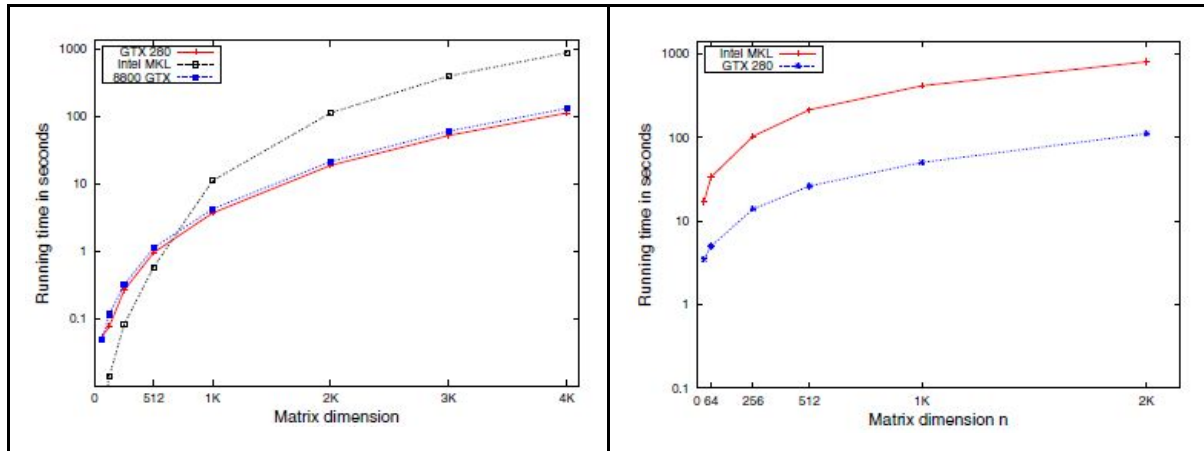 GTX 280
Intel MKL
8800 GTX
1000
100
10
1
0.1
Running time in seconds
0
512
1K
2K
3K
4K
Matrix dimension
Intel MKL
GTX 280
1000
100
10
1
0.1
Running time in seconds
0 64
256
512
1K
2K
Matrix dimension n